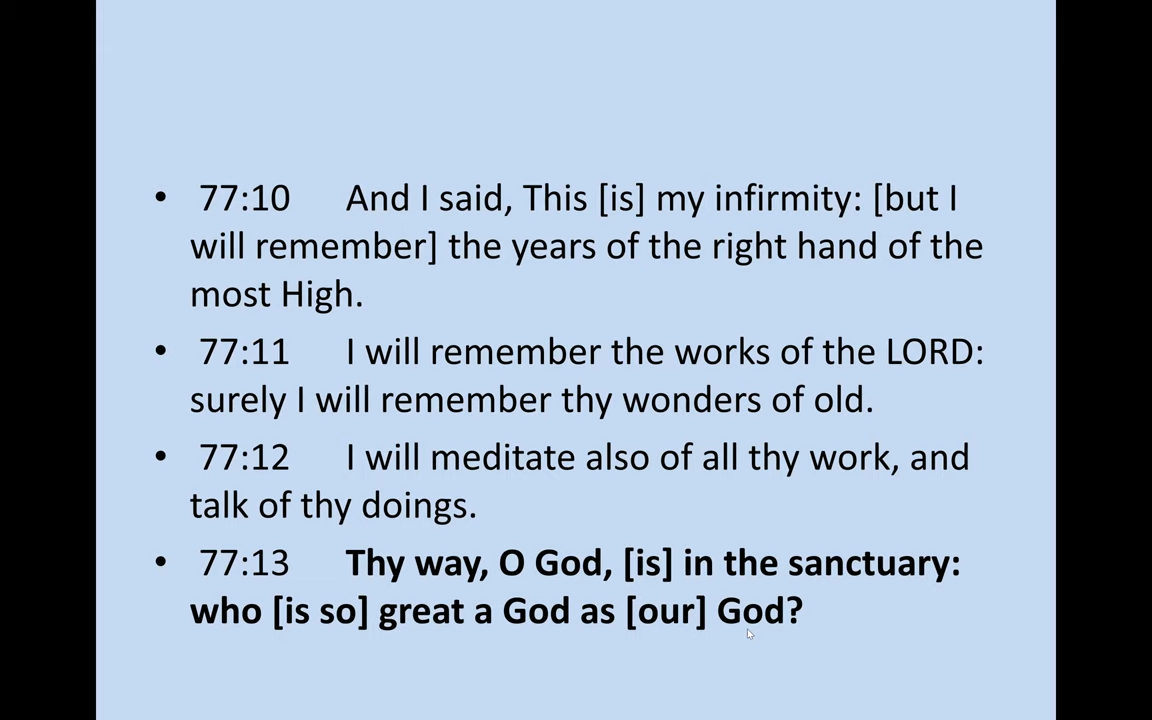 • 77:10 And I said, This [is] my infirmity: [but I
will remember] the years of the right hand of the
most High.
• 77:11 I will remember the works of the LORD:
surely I will remember thy wonders of old.
• 77:12 I will meditate also of all thy work, and
talk of thy doings.
• 77:13 Thy way, O God, [is] in the sanctuary:
who [is so] great a God as [our] God?